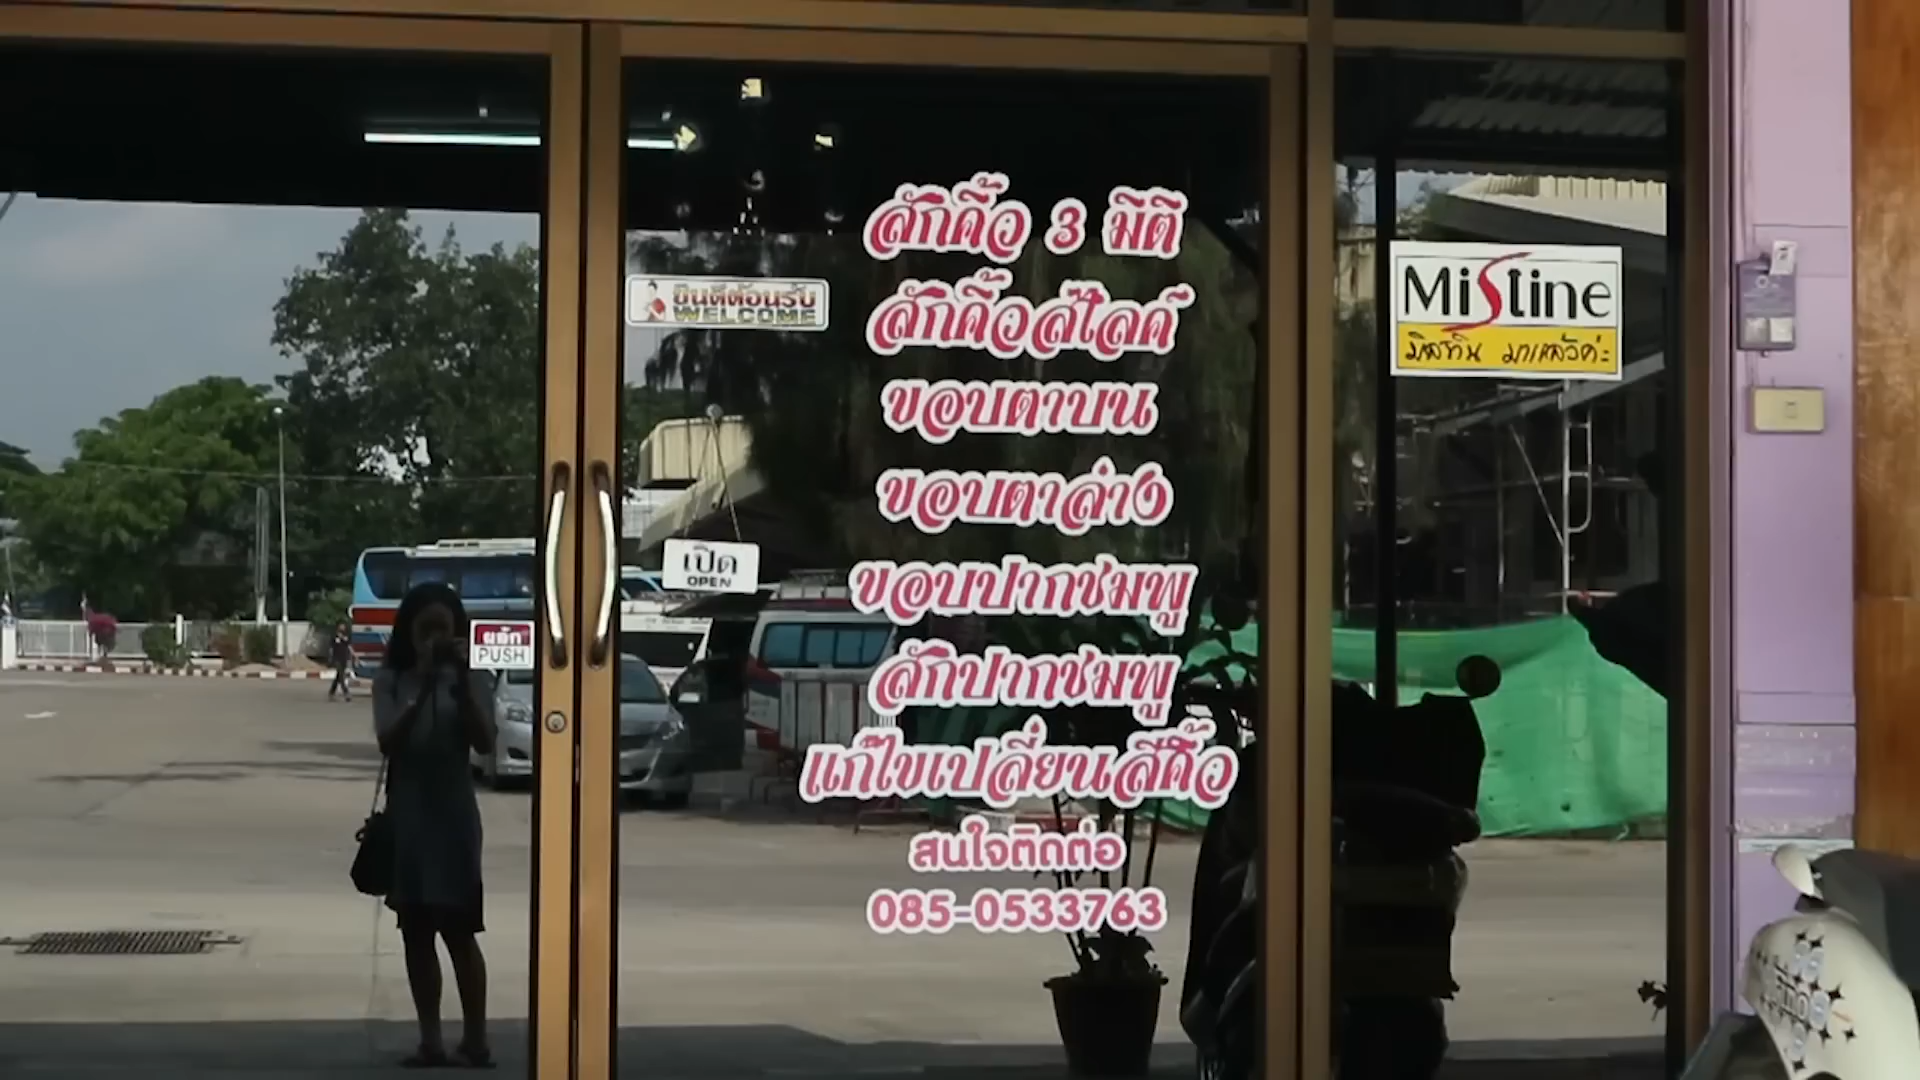 สักคิ้ว 3 มิติ
สักคิ้วสไลด์
ขอบตาบน
ขอบตาล่าง
ขอบปากชมพู
สักปากชมพู
แก้ไขเปลี่ยนสีคิ้ว
สนใจติดต่อ
085-0533763
ยินดีต้อนรับ
WELCOME
เปิด
OPEN
ผลัก
PUSH
Mistine
มิสทิน มาแล้วค่ะ